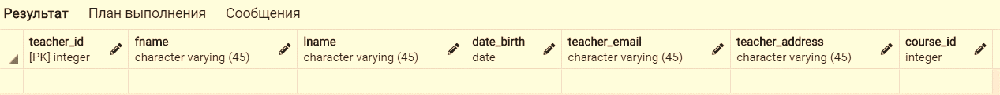 Результат План выполнения Сообщения
teacher_id fname lname date_birth teacher_email teacher_address course_id
[PK] integer character varying (45) character varying (45) date character varying (45) character varying (45) integer